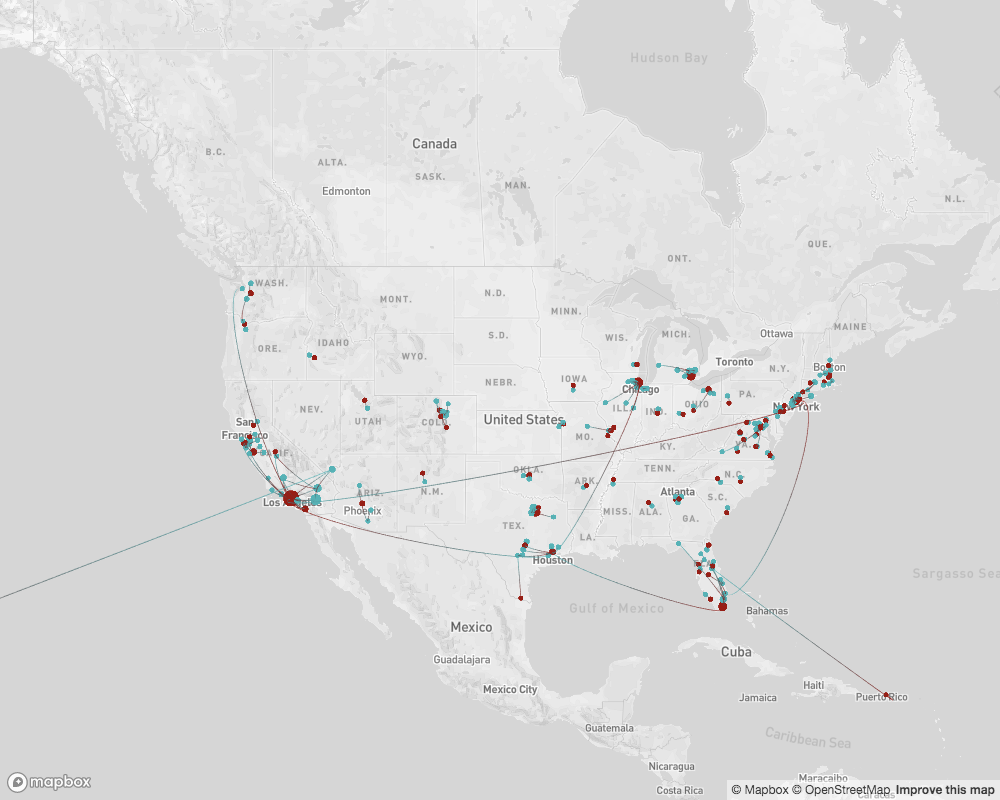 Hudson Bay
Canada
B.C.
ALTA.
SASK.
MAN.
Edmonton
N.L.
QUE.
ONT.
WASH.
MONT.
N.D.
MINN.
WIS.
MICH.
Ottawa
MAINE
ORE.
IDAHO
S.D.
WYO.
Toronto
N.Y.
Boston
NEBR.
IOWA
Chicago
PA.
NEV.
UTAH
COLO.
United States
ILL.
IND.
OHIO
New York
San
Francisco
CALIF.
MO.
KY.
VA.
OKLA.
TENN.
N.C.
ARIZ.
N.M.
ARK.
Atlanta
S.C.
Los Angeles
Phoenix
TEX.
MISS.
ALA.
GA.
LA.
Houston
Sargasso Sea
Gulf of Mexico
Bahamas
Mexico
Guadalajara
Cuba
Mexico City
Haiti
Jamaica
Puerto Rico
Guatemala
Caribbean Sea
Nicaragua
Maracaibo
Costa Rica
Caracas
mapbox
© Mapbox © OpenStreetMap Improve this map